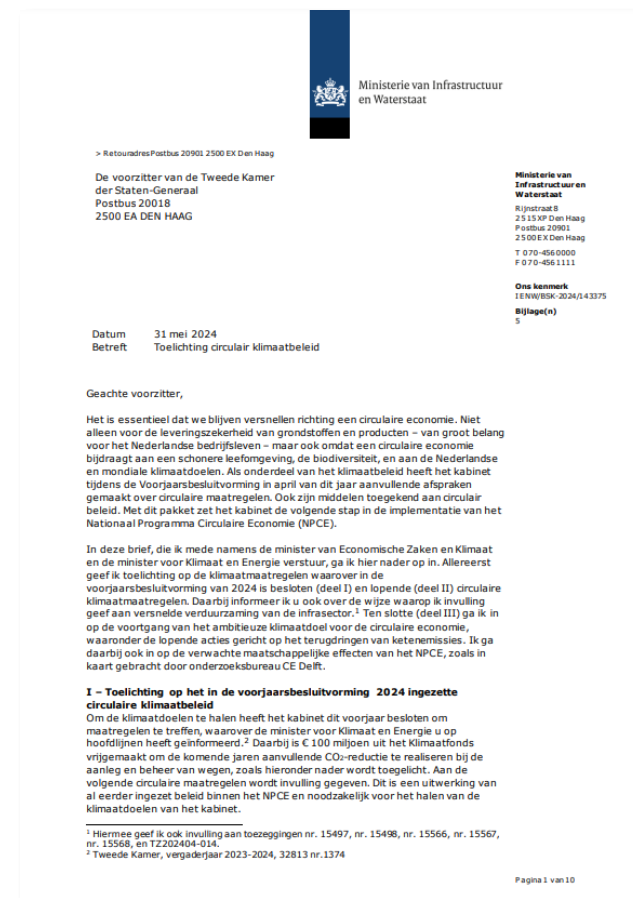 Ministerie van Infrastructuur
en Waterstaat
> Retouradres Postbus 20901 2500 EX Den Haag
De voorzitter van de Tweede Kamer
der Staten-Generaal
Postbus 20018
2500 EA DEN HAAG
Ministerie van
Infrastructuur en
Waterstaat
Rijnstraat 8
2515 XP Den Haag
Postbus 20901
2500 EX Den Haag
T 070-4560000
F 070-4561111
Ons kenmerk
IENW/BSK-2024/143375
Bijlage(n)
5
Datum 31 mei 2024
Betreft Toelichting circulair klimaatbeleid
Geachte voorzitter,
Het is essentieel dat we blijven versnellen richting een circulaire economie. Niet
alleen voor de leveringszekerheid van grondstoffen en producten – van groot belang
voor het Nederlandse bedrijfsleven – maar ook omdat een circulaire economie
bijdraagt aan een schonere leefomgeving, de biodiversiteit, en aan de Nederlandse
en mondiale klimaatdoelen. Als onderdeel van het klimaatbeleid heeft het kabinet
tijdens de Voorjaarsbesluitvorming in april van dit jaar aanvullende afspraken
gemaakt over circulaire maatregelen. Ook zijn middelen toegekend aan circulair
beleid. Met dit pakket zet het kabinet de volgende stap in de implementatie van het
Nationaal Programma Circulaire Economie (NPCE).
In deze brief, die ik mede namens de minister van Economische Zaken en Klimaat
en de minister voor Klimaat en Energie verstuur, ga ik hier nader op in. Allereerst
geef ik toelichting op de klimaatmaatregelen waarover in de
voorjaarsbesluitvorming van 2024 is besloten (deel I) en lopende (deel II) circulaire
klimaatmaatregelen. Daarbij informeer ik u ook over de wijze waarop ik invulling
geef aan versnelde verduurzaming van de infrasector.¹ Ten slotte (deel III) ga ik in
op de voortgang van het ambitieuze klimaatdoel voor de circulaire economie,
waaronder de lopende acties gericht op het terugdringen van ketenemissies. Ik ga
daarbij ook in op de verwachte maatschappelijke effecten van het NPCE, zoals in
kaart gebracht door onderzoeksbureau CE Delft.
I – Toelichting op het in de voorjaarsbesluitvorming 2024 ingezette
circulaire klimaatbeleid
Om de klimaatdoelen te halen heeft het kabinet dit voorjaar besloten om
maatregelen te treffen, waarover de minister voor Klimaat en Energie u op
hoofdlijnen heeft geïnformeerd.² Daarbij is € 100 miljoen uit het Klimaatfonds
vrijgemaakt om de komende jaren aanvullende CO₂-reductie te realiseren bij de
aanleg en beheer van wegen, zoals hieronder nader wordt toegelicht. Aan de
volgende circulaire maatregelen wordt invulling gegeven. Dit is een uitwerking van
al eerder ingezet beleid binnen het NPCE en noodzakelijk voor het halen van de
klimaatdoelen van het kabinet.
¹ Hiermee geef ik ook invulling aan toezeggingen nr. 15497, nr. 15498, nr. 15566, nr. 15567,
nr. 15568, en TZ202404-014.
² Tweede Kamer, vergaderjaar 2023-2024, 32813 nr.1374
Pagina 1 van 10